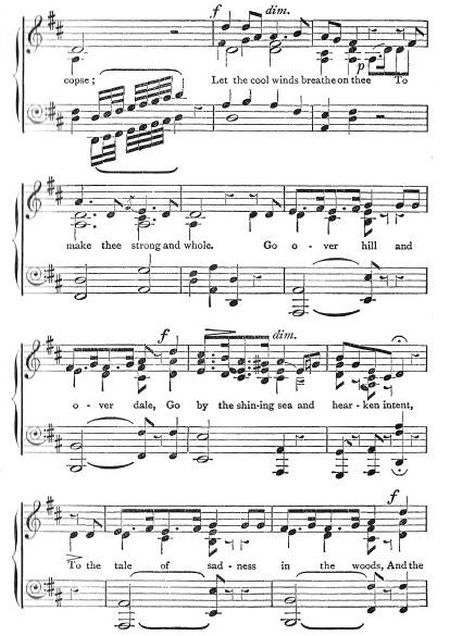 f dim.
copse; Let the cool winds breathe on thee To
p
make thee strong and whole. Go o - ver hill and
f dim.
o - ver dale, Go by the shin-ing sea and hear-ken intent,
f
To the tale of sad-ness in the woods, And the